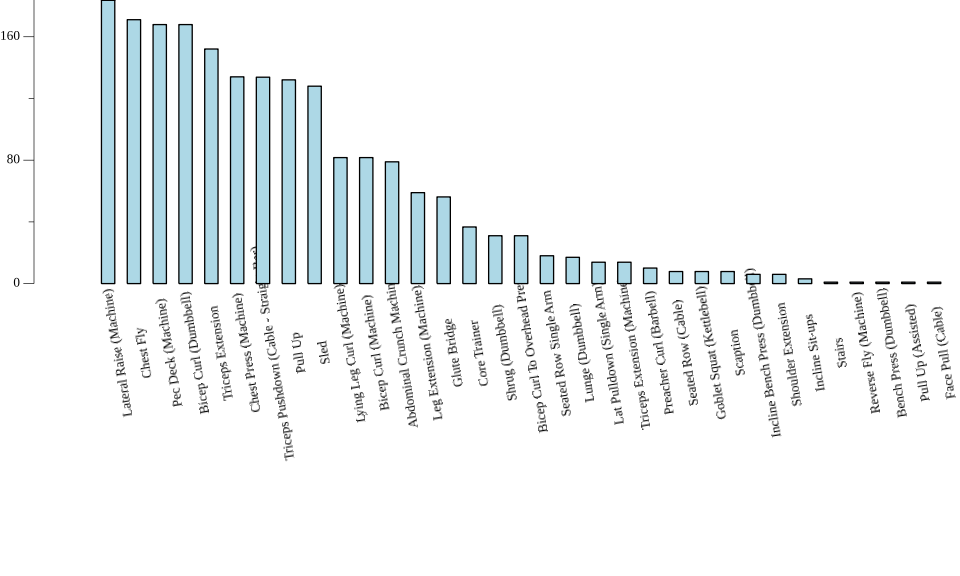 160
80
0
Lateral Raise (Machine)
Chest Fly
Pec Deck (Machine)
Bicep Curl (Dumbbell)
Triceps Extension
Chest Press (Machine)
Triceps Pushdown (Cable - Straig Bar)
Pull Up
Sled
Lying Leg Curl (Machine)
Bicep Curl (Machine)
Abdominal Crunch Machin
Leg Extension (Machine)
Glute Bridge
Core Trainer
Shrug (Dumbbell)
Bicep Curl To Overhead Pre
Seated Row Single Arm
Lunge (Dumbbell)
Lat Pulldown (Single Arm)
Triceps Extension (Machine
Preacher Curl (Barbell)
Seated Row (Cable)
Goblet Squat (Kettlebell)
Scaption
Incline Bench Press (Dumbbell)
Shoulder Extension
Incline Sit-ups
Stairs
Reverse Fly (Machine)
Bench Press (Dumbbell)
Pull Up (Assisted)
Face Pull (Cable)